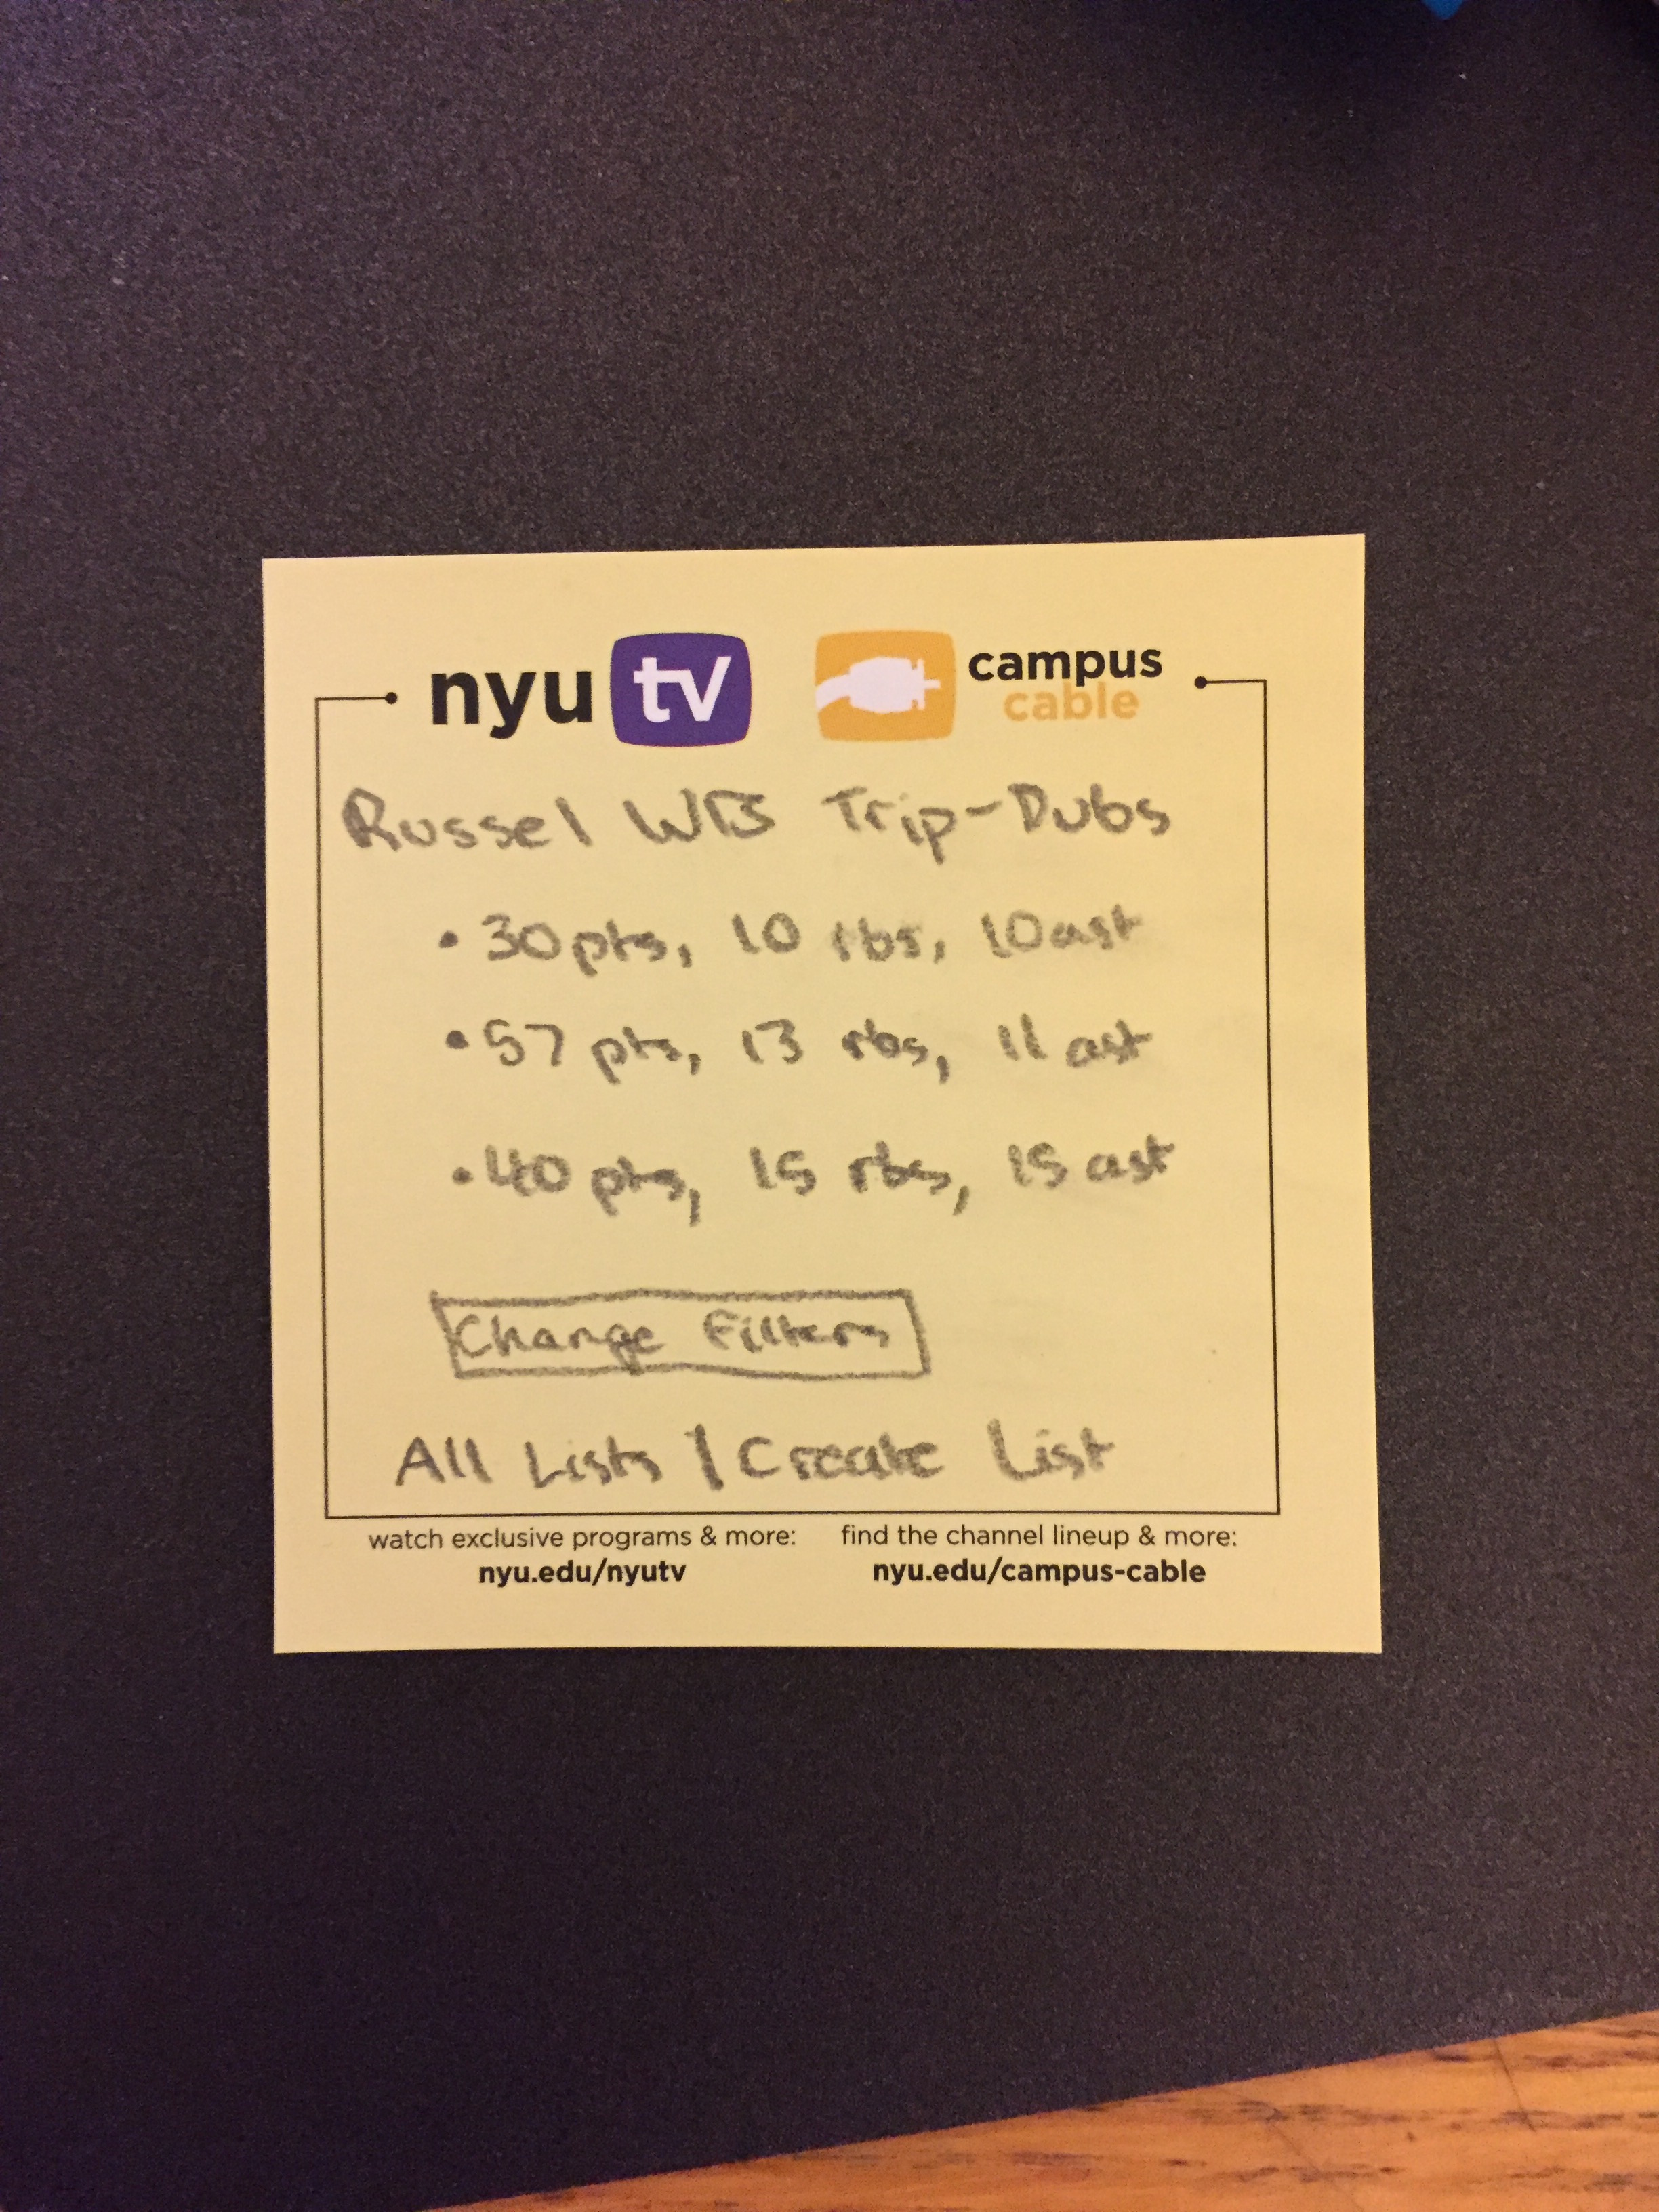 nyu tv campus
cable
Russel WB Trip-Dubs
• 30 pts, 10 rbs, 10 ast
• 57 pts, 13 rbs, 11 ast
• 40 pts, 15 rbs, 15 ast
Change Filters
All Lists | Create List
watch exclusive programs & more: find the channel lineup & more:
nyu.edu/nyutv nyu.edu/campus-cable